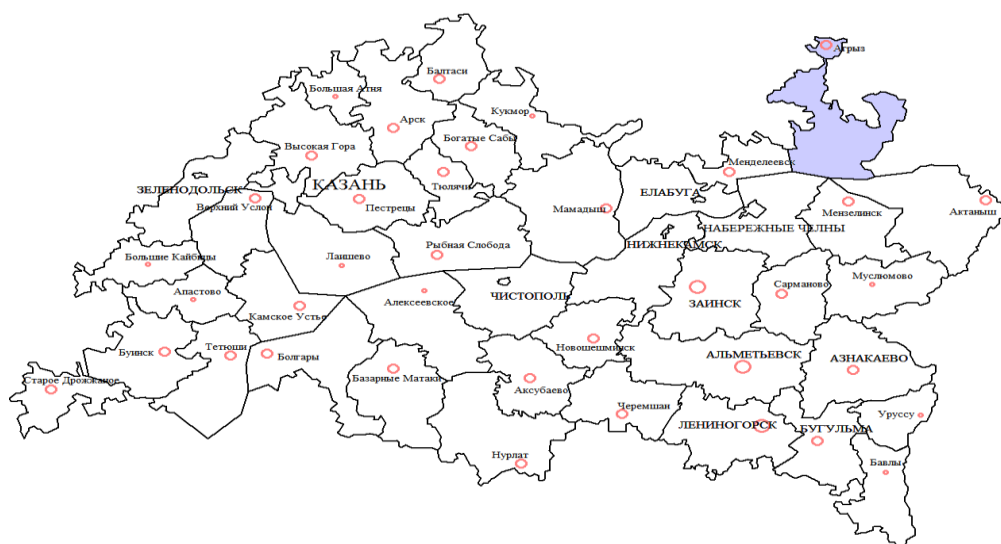 Агрыз
Балтаси
Большая Атня
Кукмор
Арск
Богатые Сабы
Высокая Гора
Менделеевск
ЗЕЛЕНОДОЛЬСК
КАЗАНЬ
Тюлячи
ЕЛАБУГА
Верхний Услон
Пестрецы
Мамадыш
Мензелинск
Актаныш
НАБЕРЕЖНЫЕ ЧЕЛНЫ
Рыбная Слобода
НИЖНЕКАМСК
Большие Кайбицы
Лаишево
Муслюмово
Апастово
Алексеевское
ЧИСТОПОЛЬ
ЗАИНСК
Сарманово
Камское Устье
Буинск
Тетюши
Болгары
Новошешминск
АЛЬМЕТЬЕВСК
АЗНАКАЕВО
Старое Дрожжаное
Базарные Матаки
Аксубаево
Черемшан
Уруссу
ЛЕНИНОГОРСК
БУГУЛЬМА
Нурлат
Бавлы